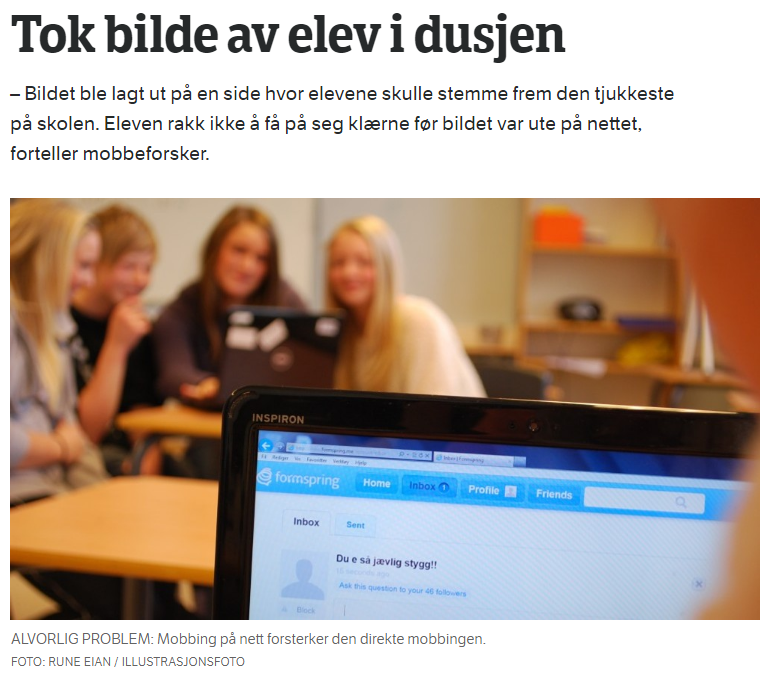 Tok bilde av elev i dusjen
– Bildet ble lagt ut på en side hvor elevene skulle stemme frem den tjukkeste
på skolen. Eleven rakk ikke å få på seg klærne før bildet var ute på nettet,
forteller mobbeforsker.
INSPIRON
formspring
Home
Inbox
Profile
Friends
Inbox
Sent
Du e så jævlig stygg!!
Ask this question to your 46 followers
Block
ALVORLIG PROBLEM: Mobbing på nett forsterker den direkte mobbingen.
FOTO: RUNE EIAN / ILLUSTRASJONSFOTO